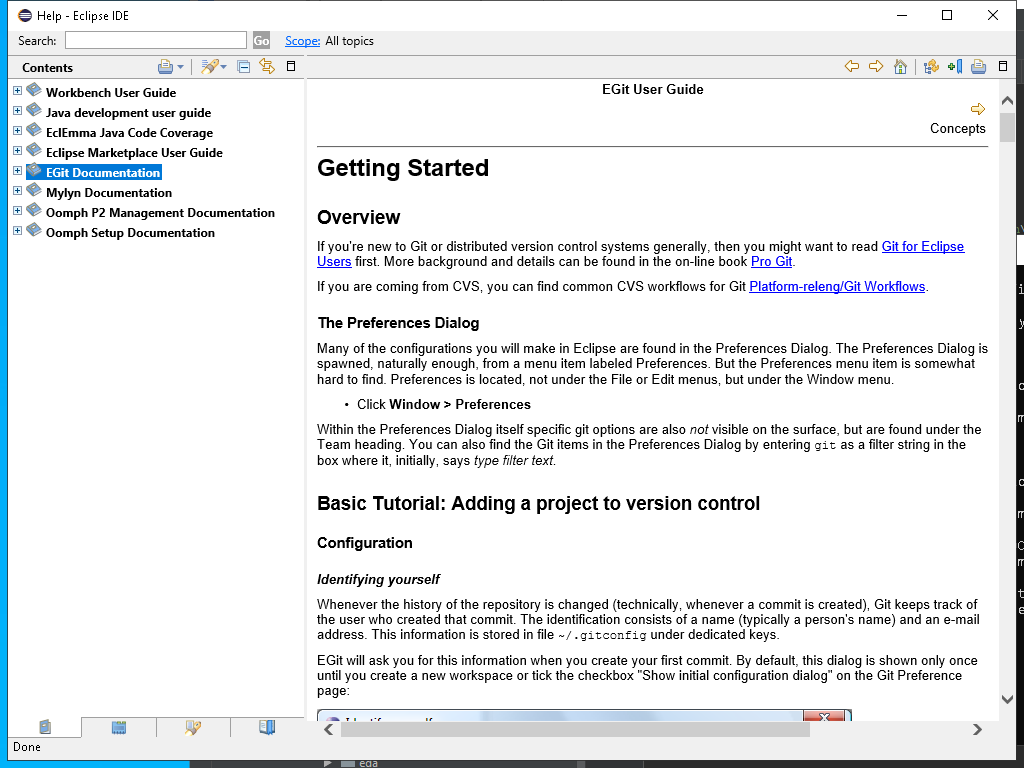 Help - Eclipse IDE
Search:
Go
Scope:
All topics
Contents
Workbench User Guide
Java development user guide
EclEmma Java Code Coverage
Eclipse Marketplace User Guide
EGit Documentation
Mylyn Documentation
Oomph P2 Management Documentation
Oomph Setup Documentation
EGit User Guide
Concepts
Getting Started
Overview
If you're new to Git or distributed version control systems generally, then you might want to read Git for Eclipse
Users first. More background and details can be found in the on-line book Pro Git.
If you are coming from CVS, you can find common CVS workflows for Git Platform-releng/Git Workflows.
The Preferences Dialog
Many of the configurations you will make in Eclipse are found in the Preferences Dialog. The Preferences Dialog is
spawned, naturally enough, from a menu item labeled Preferences. But the Preferences menu item is somewhat
hard to find. Preferences is located, not under the File or Edit menus, but under the Window menu.
• Click Window > Preferences
Within the Preferences Dialog itself specific git options are also not visible on the surface, but are found under the
Team heading. You can also find the Git items in the Preferences Dialog by entering git as a filter string in the
box where it, initially, says type filter text.
Basic Tutorial: Adding a project to version control
Configuration
Identifying yourself
Whenever the history of the repository is changed (technically, whenever a commit is created), Git keeps track of
the user who created that commit. The identification consists of a name (typically a person's name) and an e-mail
address. This information is stored in file ~/.gitconfig under dedicated keys.
EGit will ask you for this information when you create your first commit. By default, this dialog is shown only once
until you create a new workspace or tick the checkbox "Show initial configuration dialog" on the Git Preference
page:
Done
eda